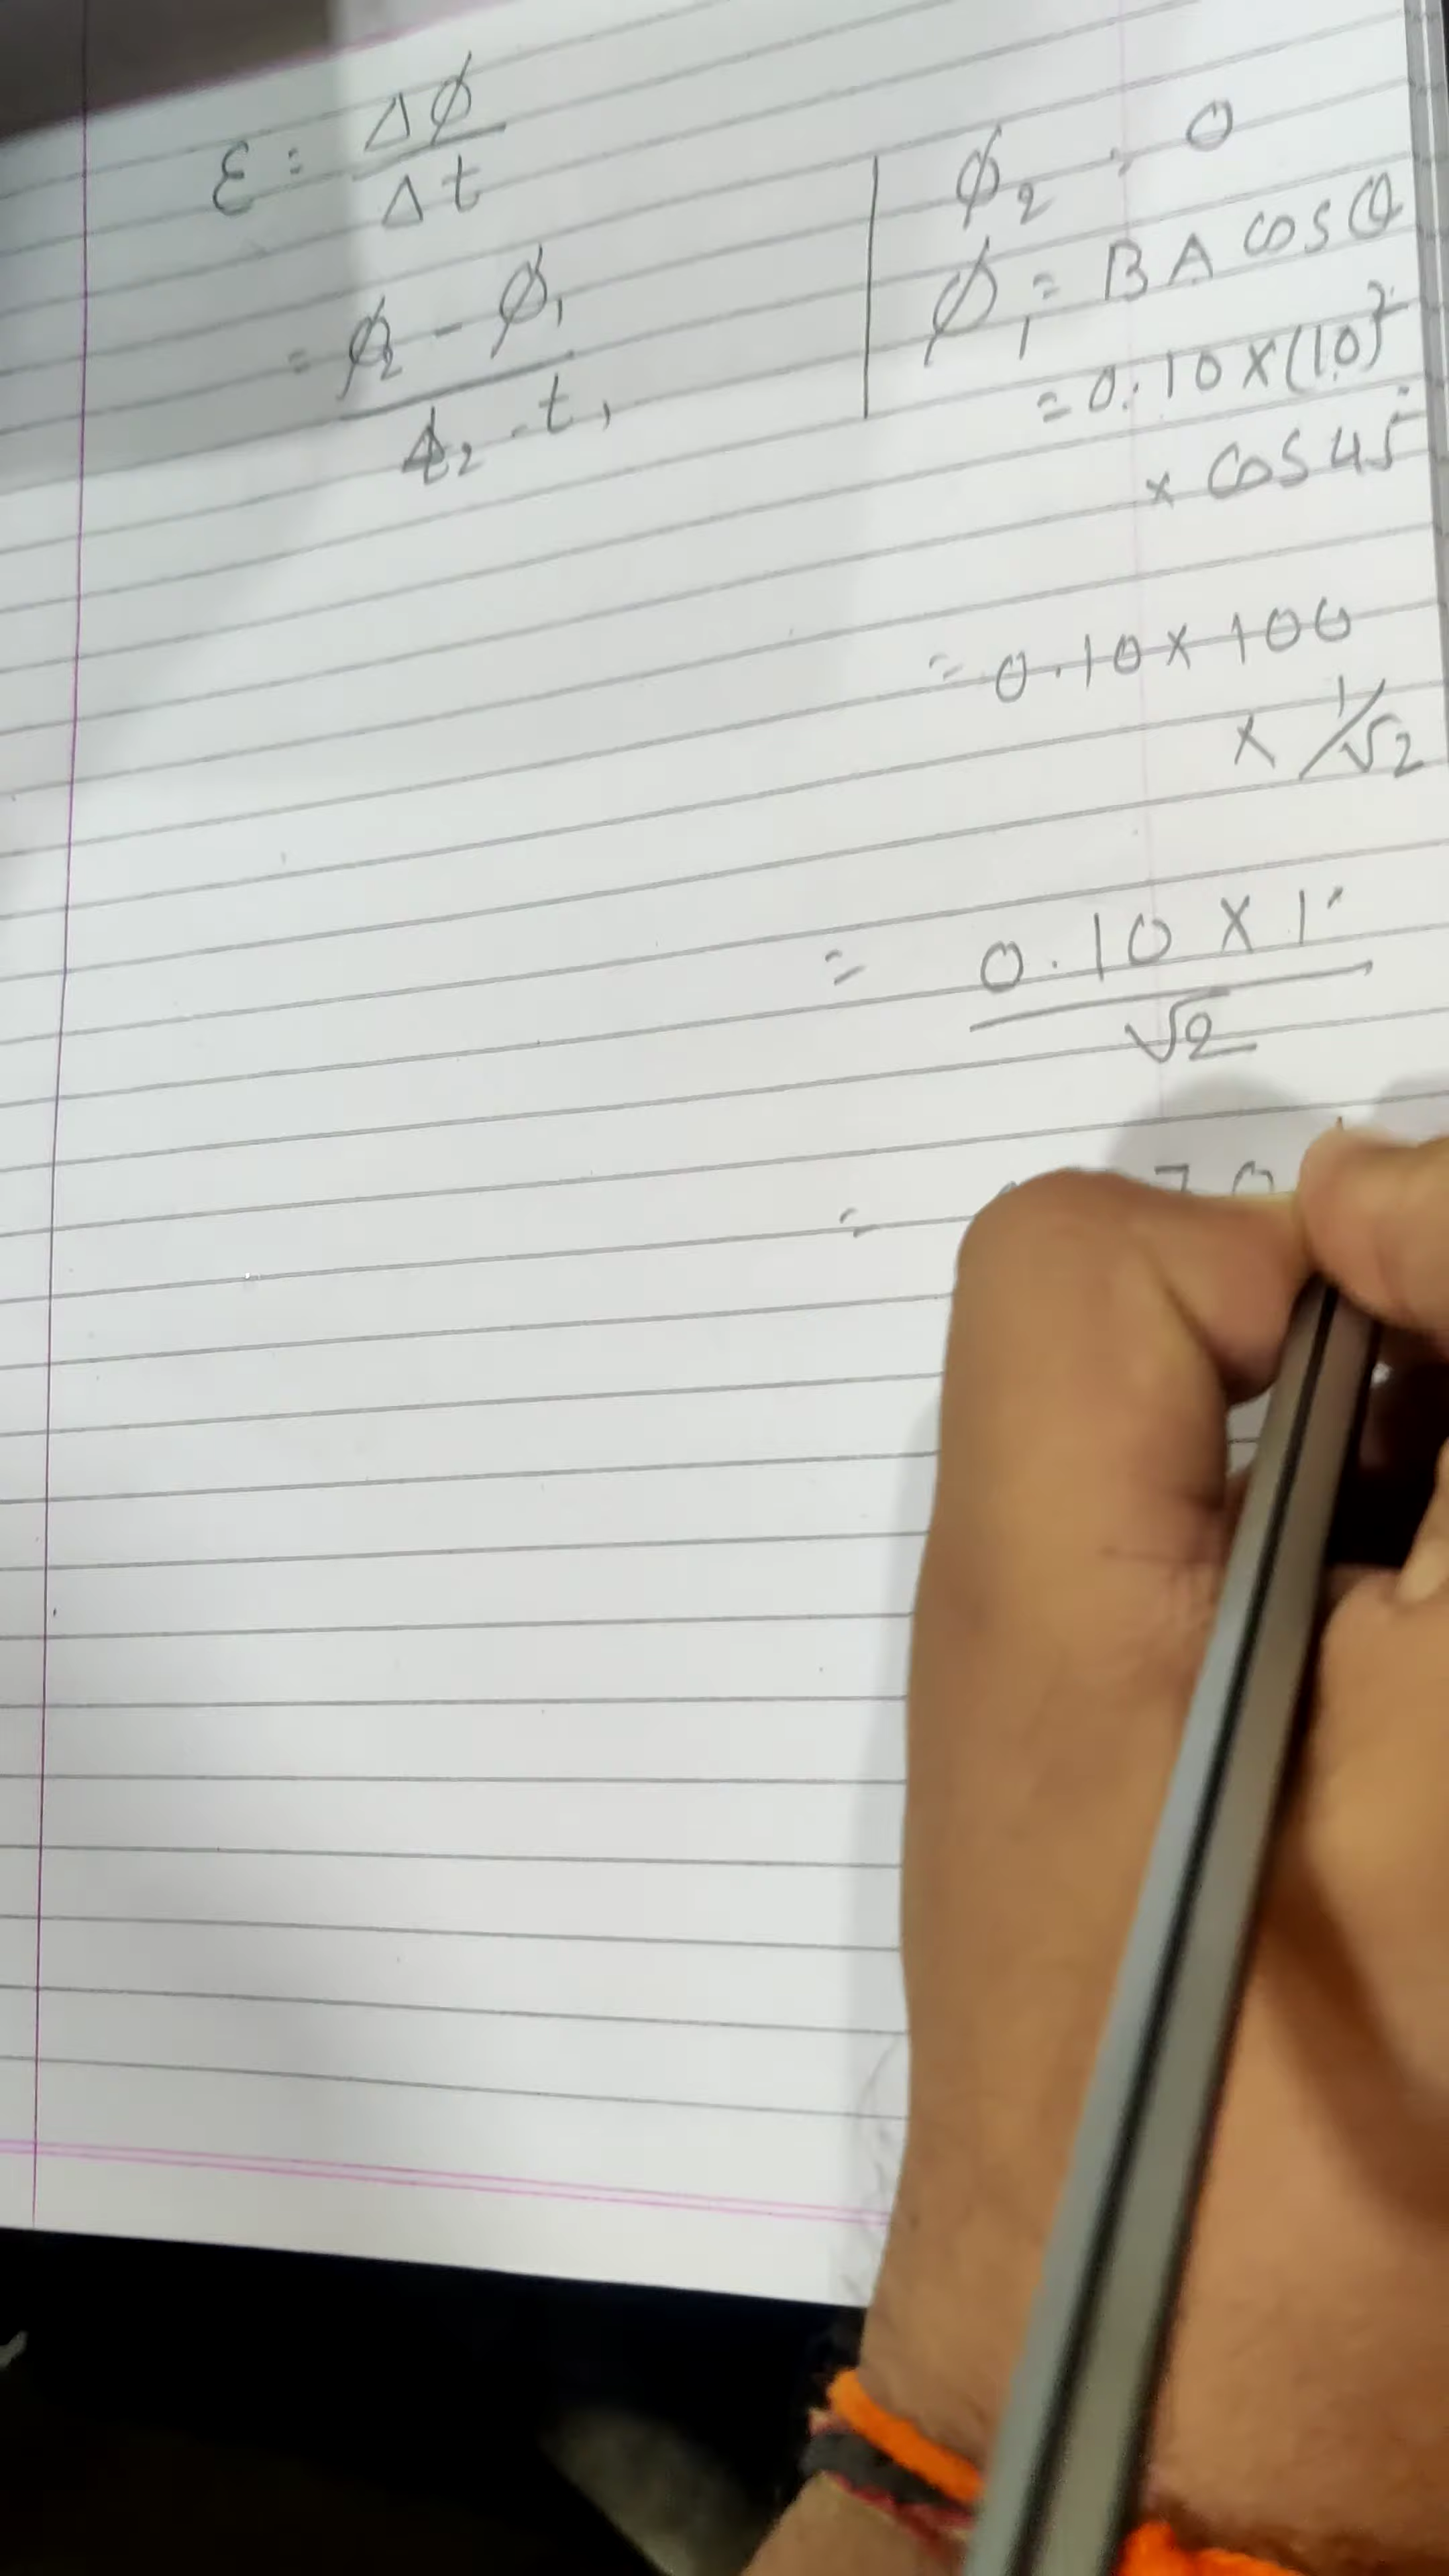 ε = Δϕ / Δt
= ϕ₂ - ϕ₁ / t₂ - t₁
ϕ₂ = 0
ϕ₁ = BA cosθ
= 0.10 × (10)²
× cos 45°
= 0.10 × 100
× 1/√2
= 0.10 × 1 / √2
=